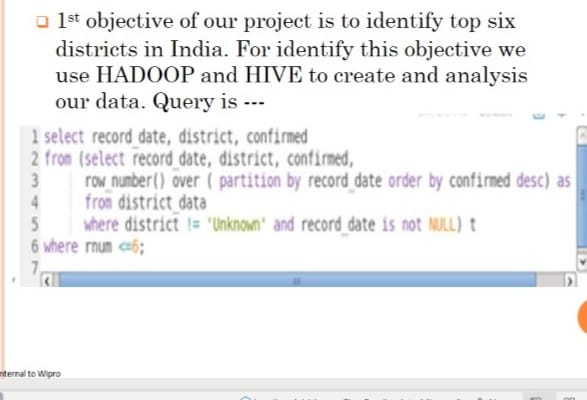 1st objective of our project is to identify top six
districts in India. For identify this objective we
use HADOOP and HIVE to create and analysis
our data. Query is ---
1 select record_date, district, confirmed
2 from (select record_date, district, confirmed,
3 row_number() over ( partition by record_date order by confirmed desc) as
4 from district_data
5 where district != 'Unknown' and record_date is not NULL) t
6 where rnum <=6;
7
nternal to Wipro